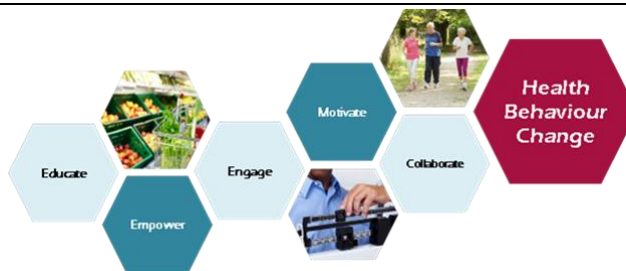 Educate
Empower
Engage
Motivate
Collaborate
Health
Behaviour
Change